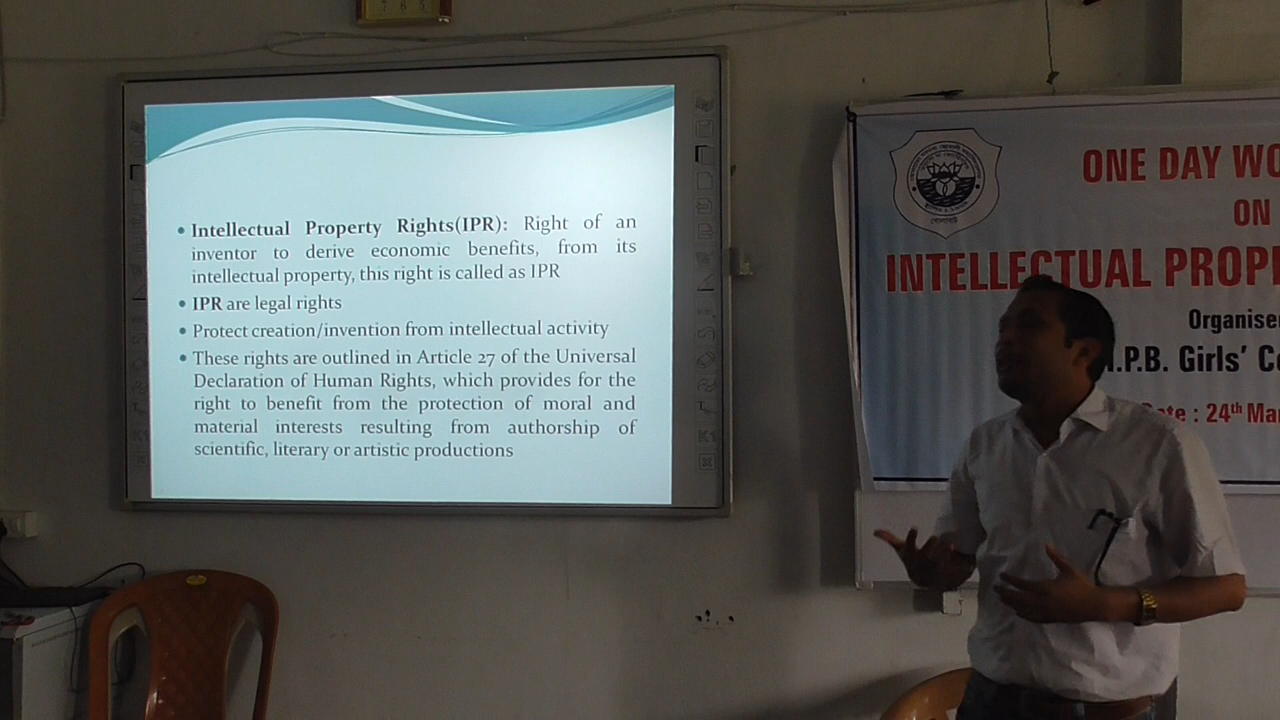 Intellectual Property Rights(IPR): Right of an
inventor to derive economic benefits, from its
intellectual property, this right is called as IPR
IPR are legal rights
Protect creation/invention from intellectual activity
These rights are outlined in Article 27 of the Universal
Declaration of Human Rights, which provides for the
right to benefit from the protection of moral and
material interests resulting from authorship of
scientific, literary or artistic productions
ONE DAY WO
ON
INTELLECTUAL PROP
Organise
.P.B. Girls' C
: 24th Ma